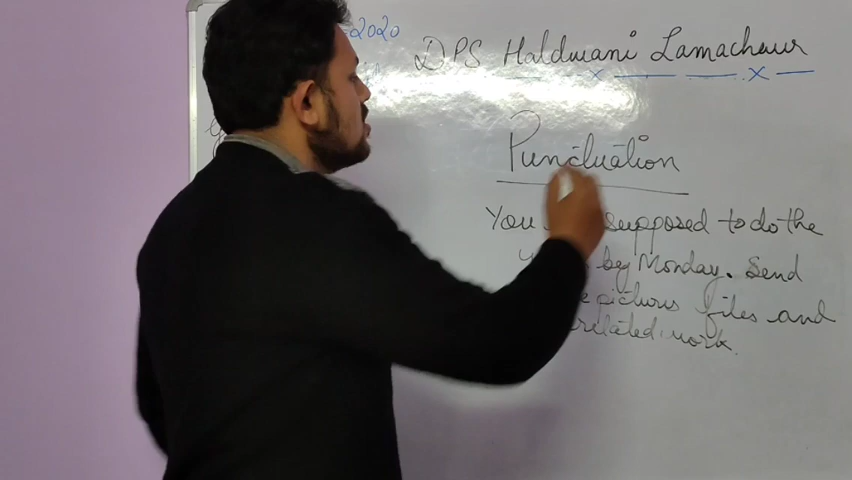 2020
DPS Haldwani Lamachaur
Punctuation
You supposed to do the
by Monday. Send
pictures files and
related work.